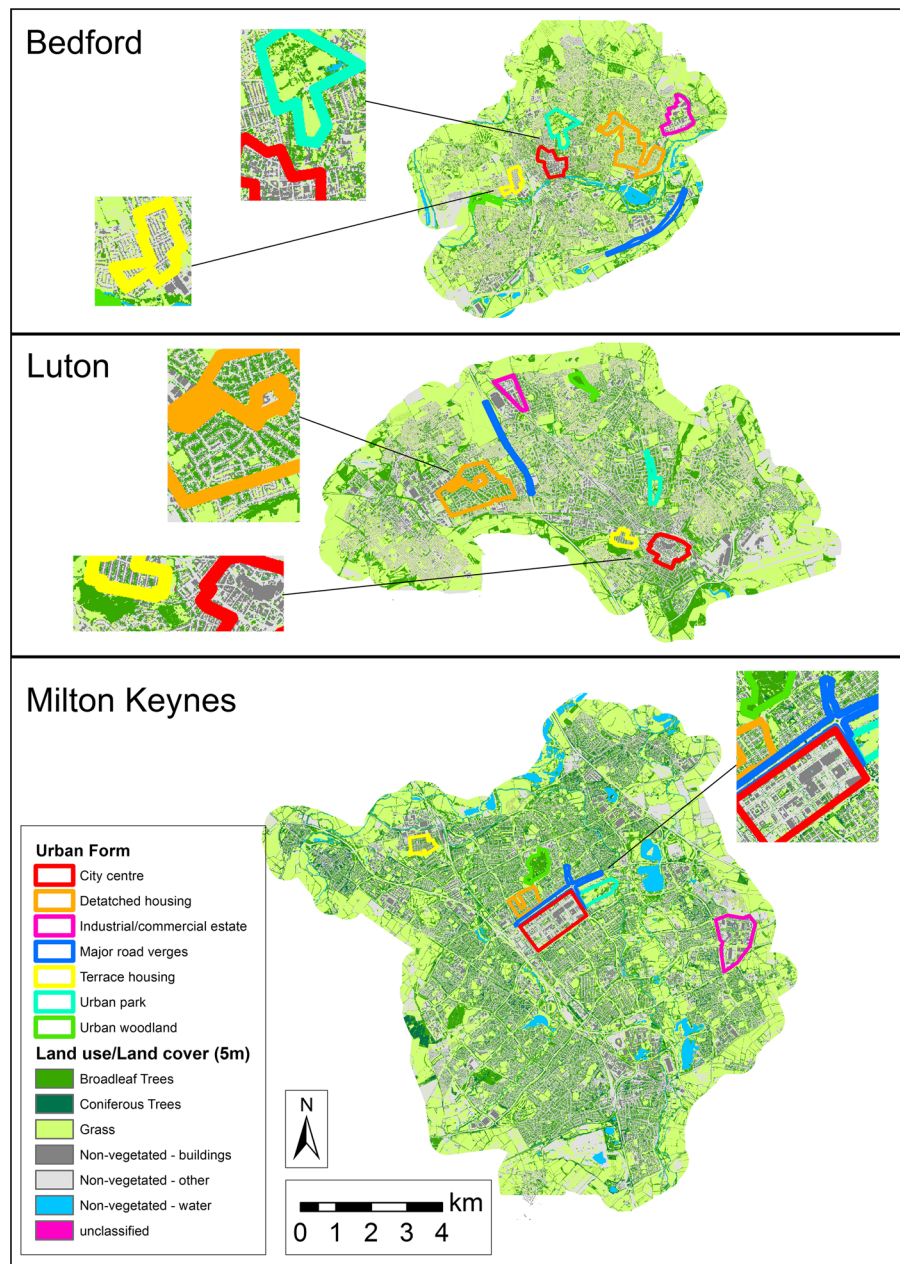 Bedford
Luton
Milton Keynes
Urban Form
City centre
Detatched housing
Industrial/commercial estate
Major road verges
Terrace housing
Urban park
Urban woodland
Land use/Land cover (5m)
Broadleaf Trees
Coniferous Trees
Grass
Non-vegetated - buildings
Non-vegetated - other
Non-vegetated - water
unclassified
N
km
0 1 2 3 4